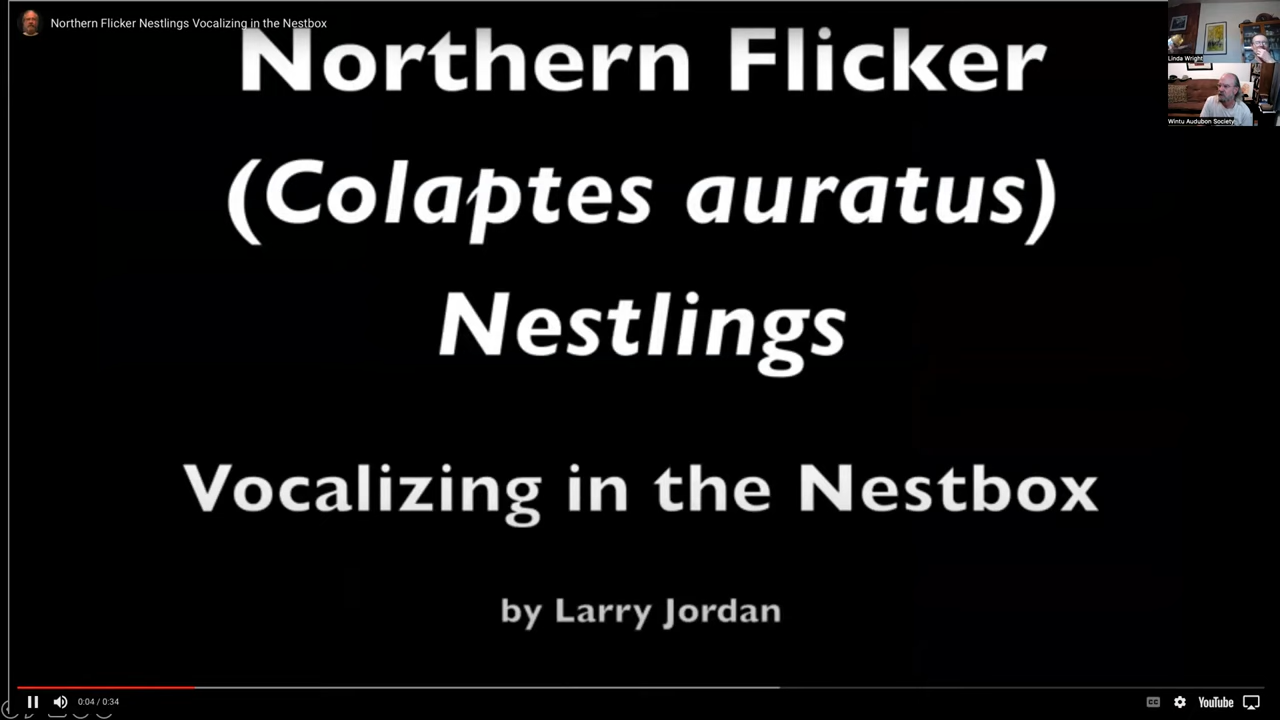 Northern Flicker Nestlings Vocalizing in the Nestbox
Northern Flicker
(Colaptes auratus)
Nestlings
Vocalizing in the Nestbox
by Larry Jordan
Linda Wright
Wintu Audubon Society
0:04 / 0:34
CC
YouTube